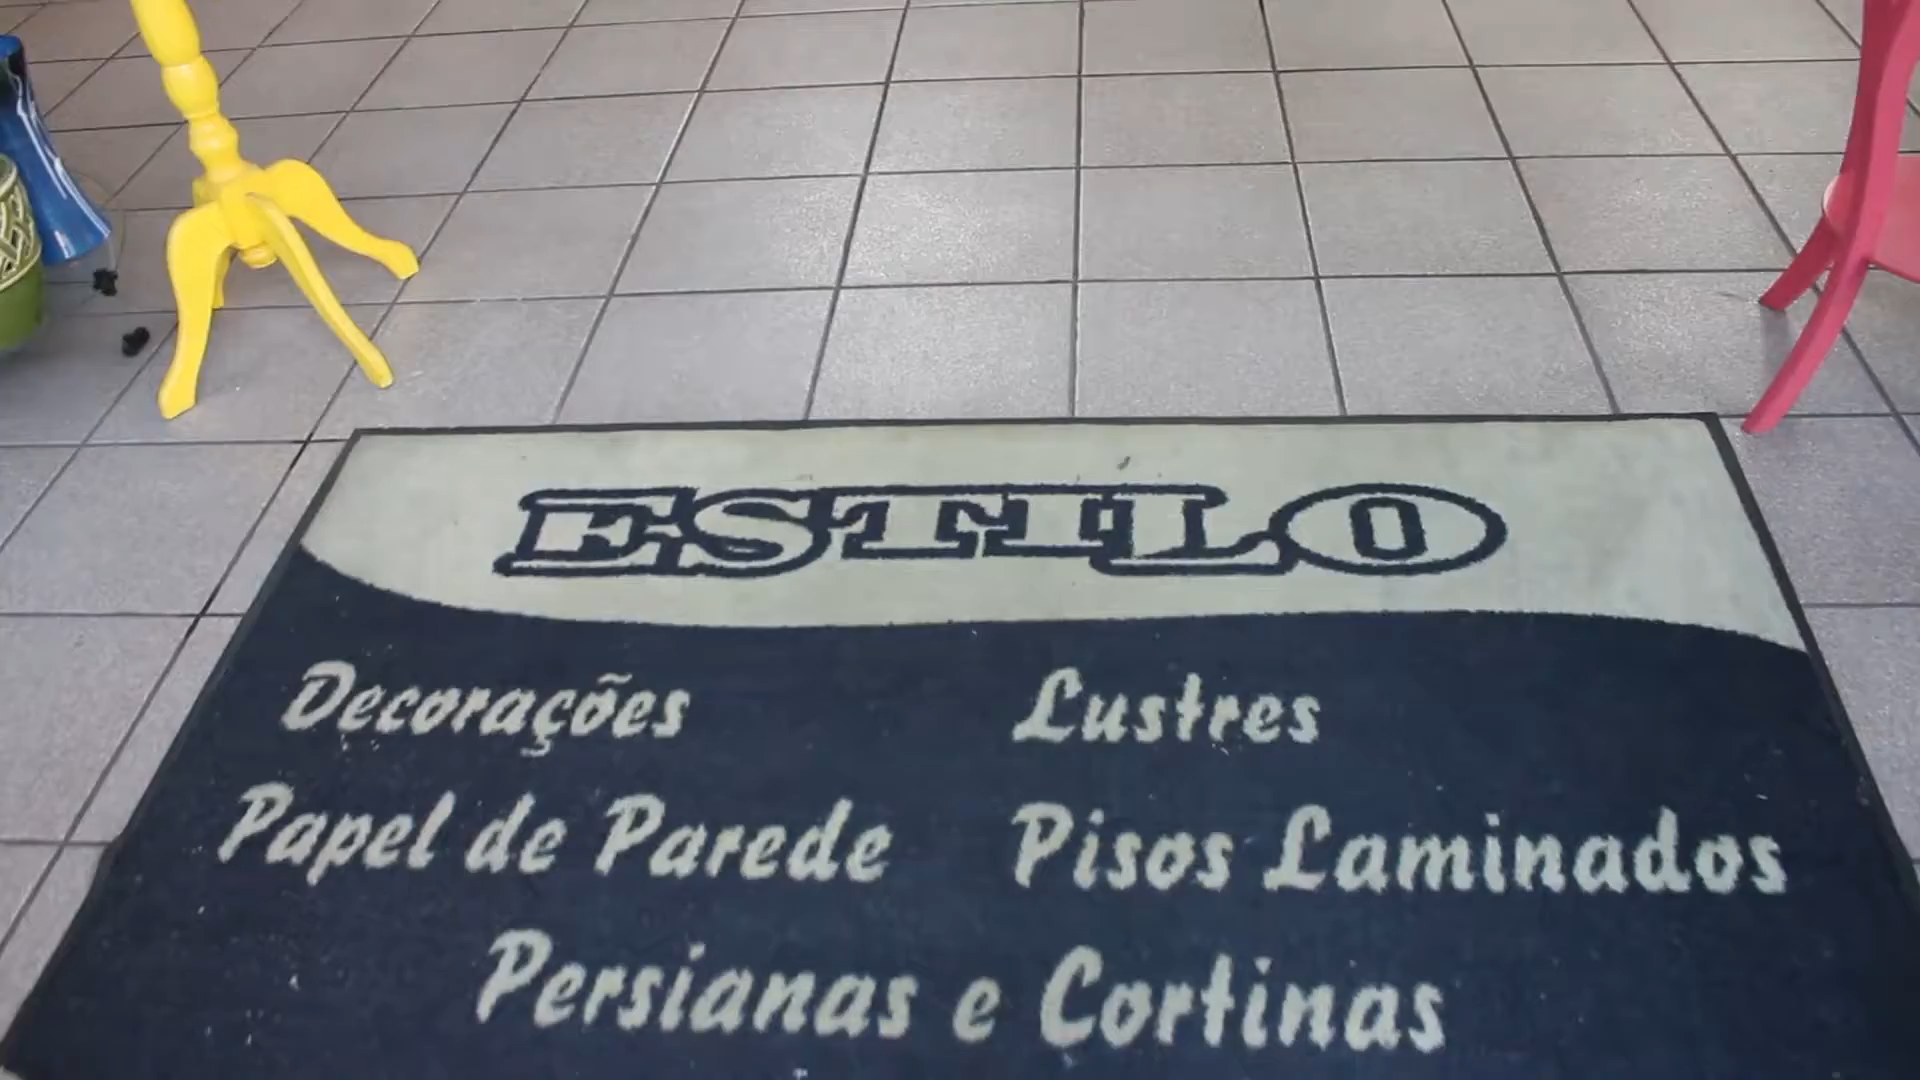 ESTILO
Decorações Lustres
Papel de Parede Pisos Laminados
Persianas e Cortinas